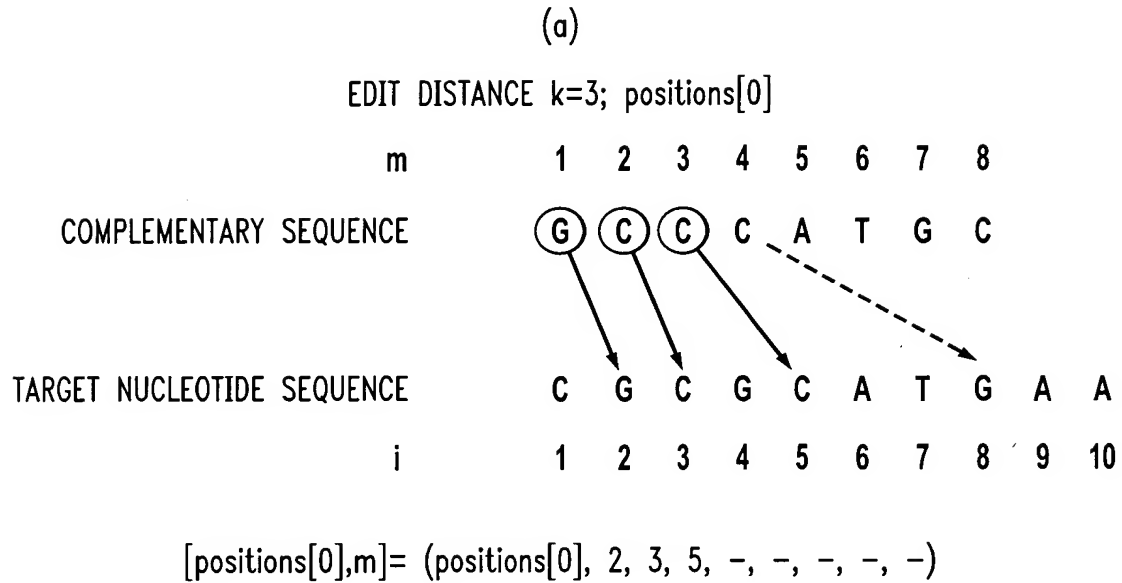 (a)
EDIT DISTANCE k=3; positions[0]
m 1 2 3 4 5 6 7 8
COMPLEMENTARY SEQUENCE G C C C A T G C
TARGET NUCLEOTIDE SEQUENCE C G C G C A T G A A
i 1 2 3 4 5 6 7 8 9 10
[positions[0],m]= (positions[0], 2, 3, 5, –, –, –, –, –)